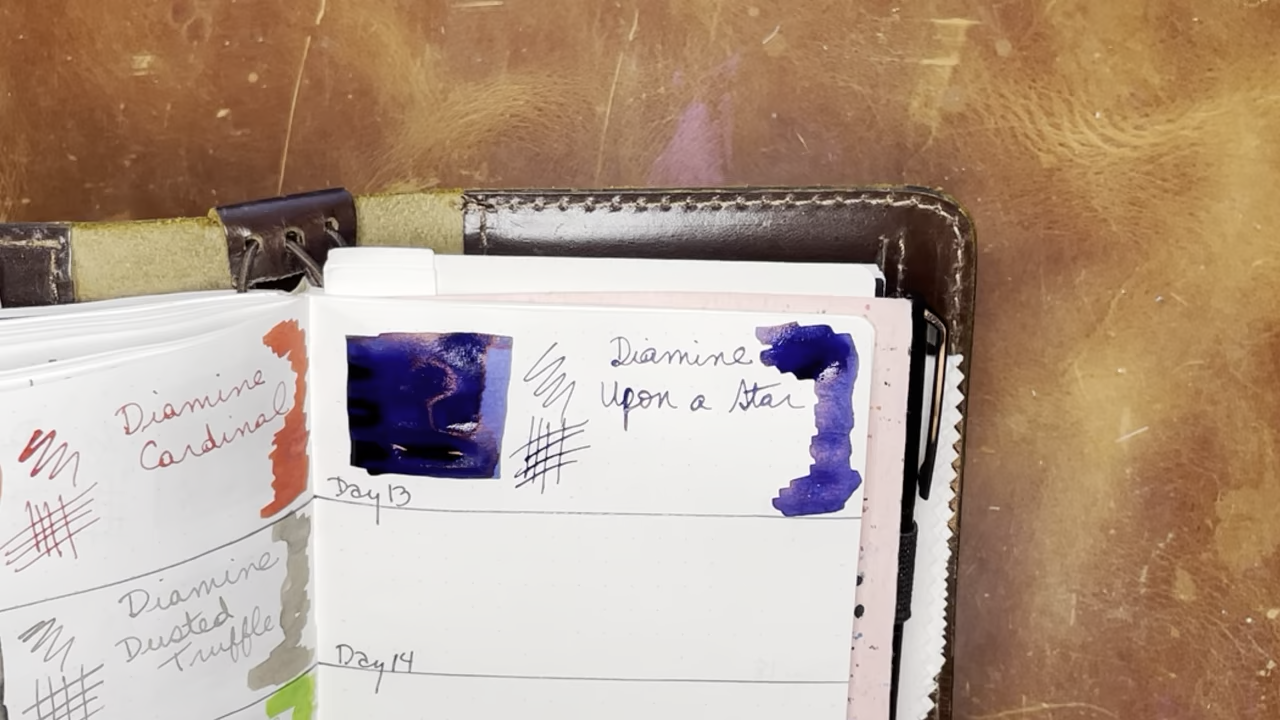 Diamine
Cardinal
Diamine
Dusted
Truffle
Diamine
Upon a Star
Day 13
Day 14